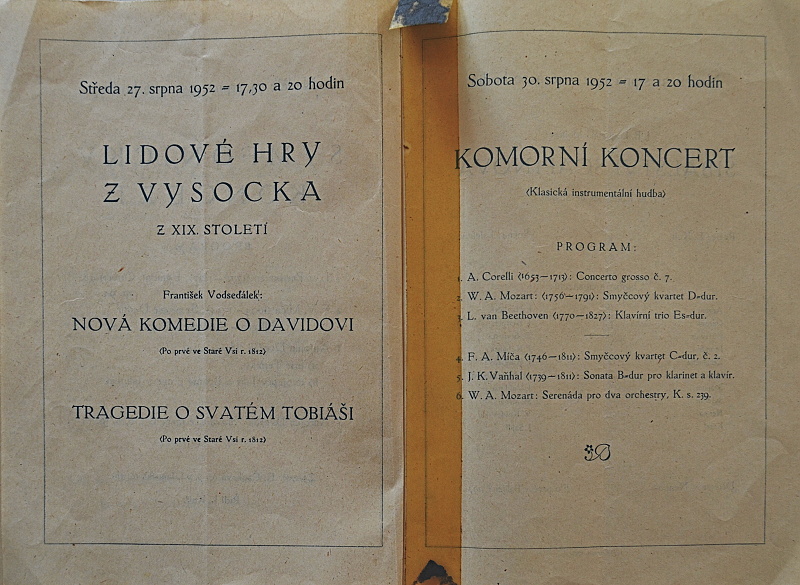 Středa 27. srpna 1952 = 17,30 a 20 hodin
LIDOVÉ HRY
Z VYSOCKA
Z XIX. STOLETÍ
František Vodseďálek:
NOVÁ KOMEDIE O DAVIDOVI
(Po prvé ve Staré Vsi r. 1812)
TRAGEDIE O SVATÉM TOBIÁŠI
(Po prvé ve Staré Vsi r. 1812)
Sobota 30. srpna 1952 = 17 a 20 hodin
KOMORNÍ KONCERT
(Klasická instrumentální hudba)
PROGRAM:
1. A. Corelli (1653—1713): Concerto grosso č. 7.
2. W. A. Mozart: (1756—1791): Smyčcový kvartet D=dur.
3. L. van Beethoven (1770—1827): Klavírní trio Es=dur.
4. F. A. Míča (1746—1811): Smyčcový kvartet C=dur, č. 2.
5. J. K. Vaňhal (1739—1811): Sonata B=dur pro klarinet a klavír.
6. W. A. Mozart: Serenáda pro dva orchestry, K. s. 239.